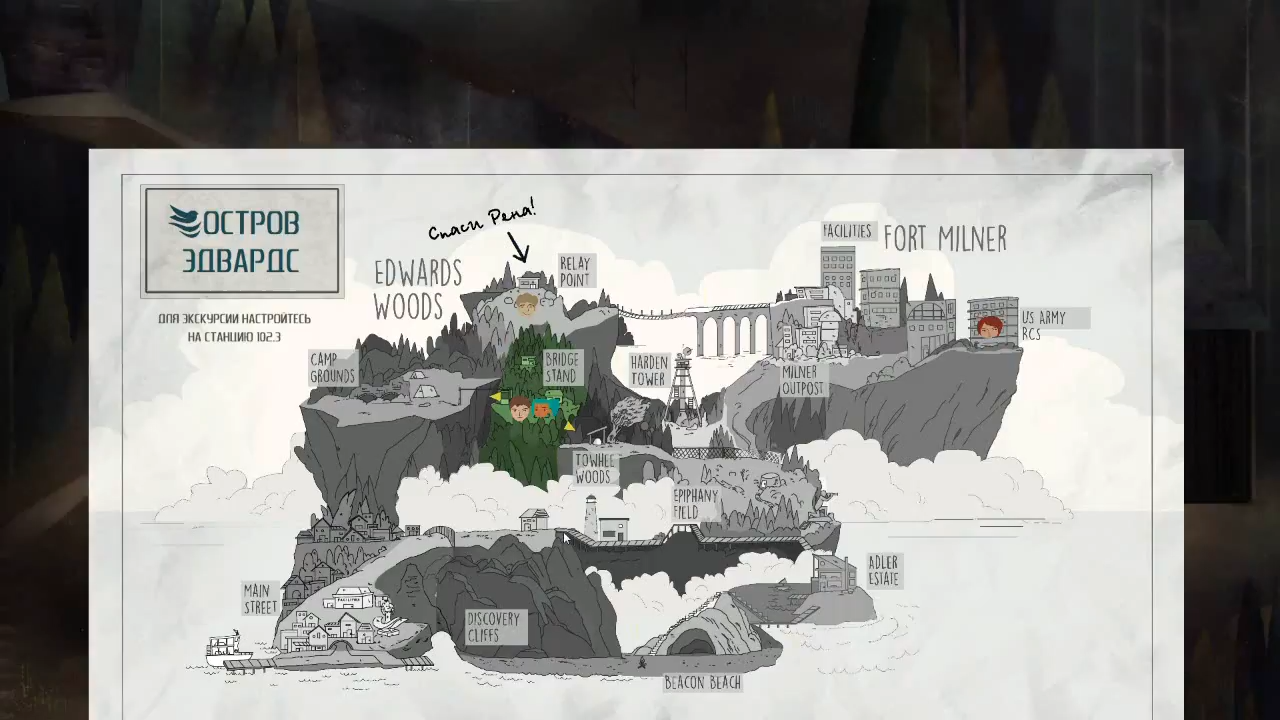 ОСТРОВ
ЭДВАРДС
ДЛЯ ЭКСКУРСИИ НАСТРОЙТЕСЬ
НА СТАНЦИЮ 102.3
Спаси Рена!
EDWARDS
WOODS
RELAY
POINT
FACILITIES
FORT MILNER
US ARMY
RCS
CAMP
GROUNDS
BRIDGE
STAND
HARDEN
TOWER
MILNER
OUTPOST
TOWHEE
WOODS
EPIPHANY
FIELD
ADLER
ESTATE
MAIN
STREET
FACILITIES
DISCOVERY
CLIFFS
BEACON BEACH